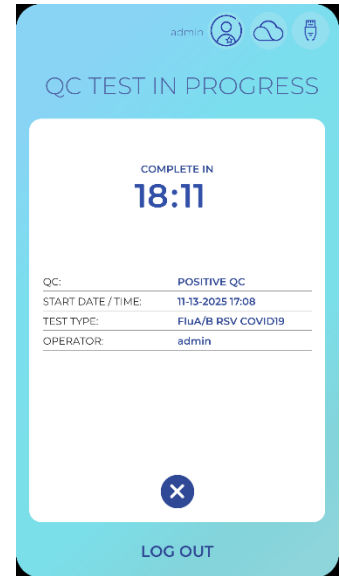 admin
QC TEST IN PROGRESS
COMPLETE IN
18:11
QC: POSITIVE QC
START DATE / TIME: 11-13-2025 17:08
TEST TYPE: FluA/B RSV COVID19
OPERATOR: admin
LOG OUT